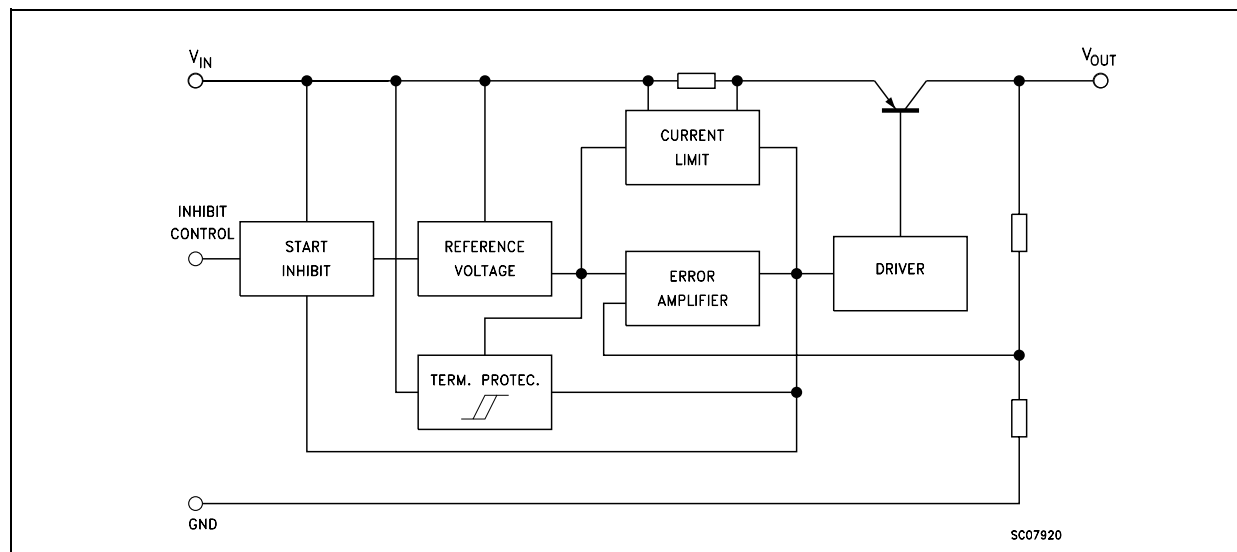 V_IN
V_OUT
CURRENT
LIMIT
INHIBIT
CONTROL
START
INHIBIT
REFERENCE
VOLTAGE
ERROR
AMPLIFIER
DRIVER
TERM. PROTEC.
GND
SC07920